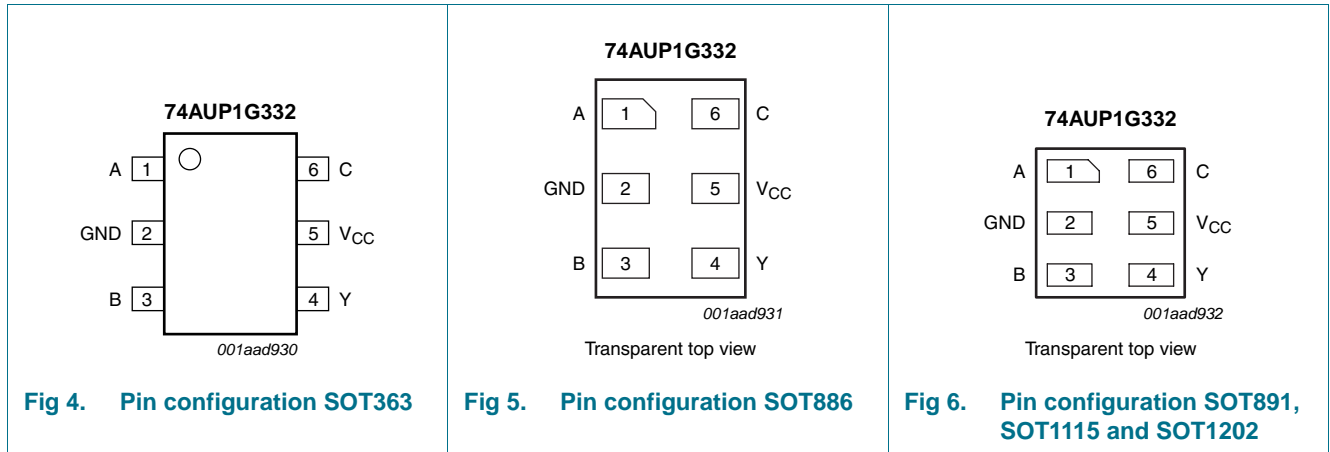 74AUP1G332
A 1 6 C
GND 2 5 VCC
B 3 4 Y
001aad930
Fig 4. Pin configuration SOT363
74AUP1G332
A 1 6 C
GND 2 5 VCC
B 3 4 Y
001aad931
Transparent top view
Fig 5. Pin configuration SOT886
74AUP1G332
A 1 6 C
GND 2 5 VCC
B 3 4 Y
001aad932
Transparent top view
Fig 6. Pin configuration SOT891,
SOT1115 and SOT1202